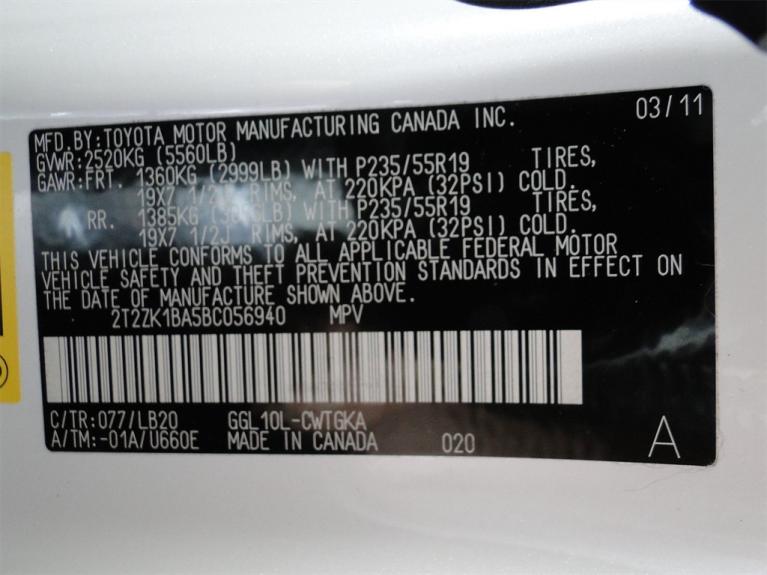 03/11
MFD.BY:TOYOTA MOTOR MANUFACTURING CANADA INC.
GVWR:2520KG (5560LB)
GAWR:FRT. 1360KG (2999LB) WITH P235/55R19 TIRES,
19X7 1/2J RIMS, AT 220KPA (32PSI) COLD.
RR. 1385KG WITH P235/55R19 TIRES,
19X7 1/2J RIMS, AT 220KPA (32PSI) COLD.
THIS VEHICLE CONFORMS TO ALL APPLICABLE FEDERAL MOTOR
VEHICLE SAFETY AND THEFT PREVENTION STANDARDS IN EFFECT ON
THE DATE OF MANUFACTURE SHOWN ABOVE.
2T2ZK1BA5BC056940 MPV
C/TR:077/LB20 GGL10L-CWTGKA
A/TM:-01A/U660E MADE IN CANADA 020
A